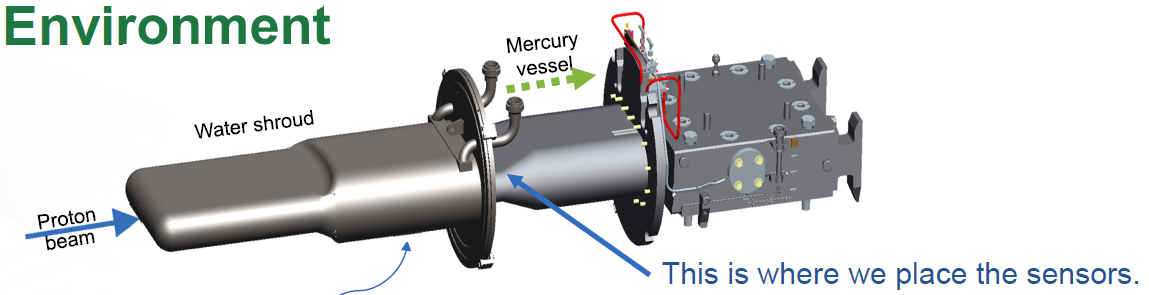 Environment
Mercury
vessel
Water shroud
Proton
beam
This is where we place the sensors.